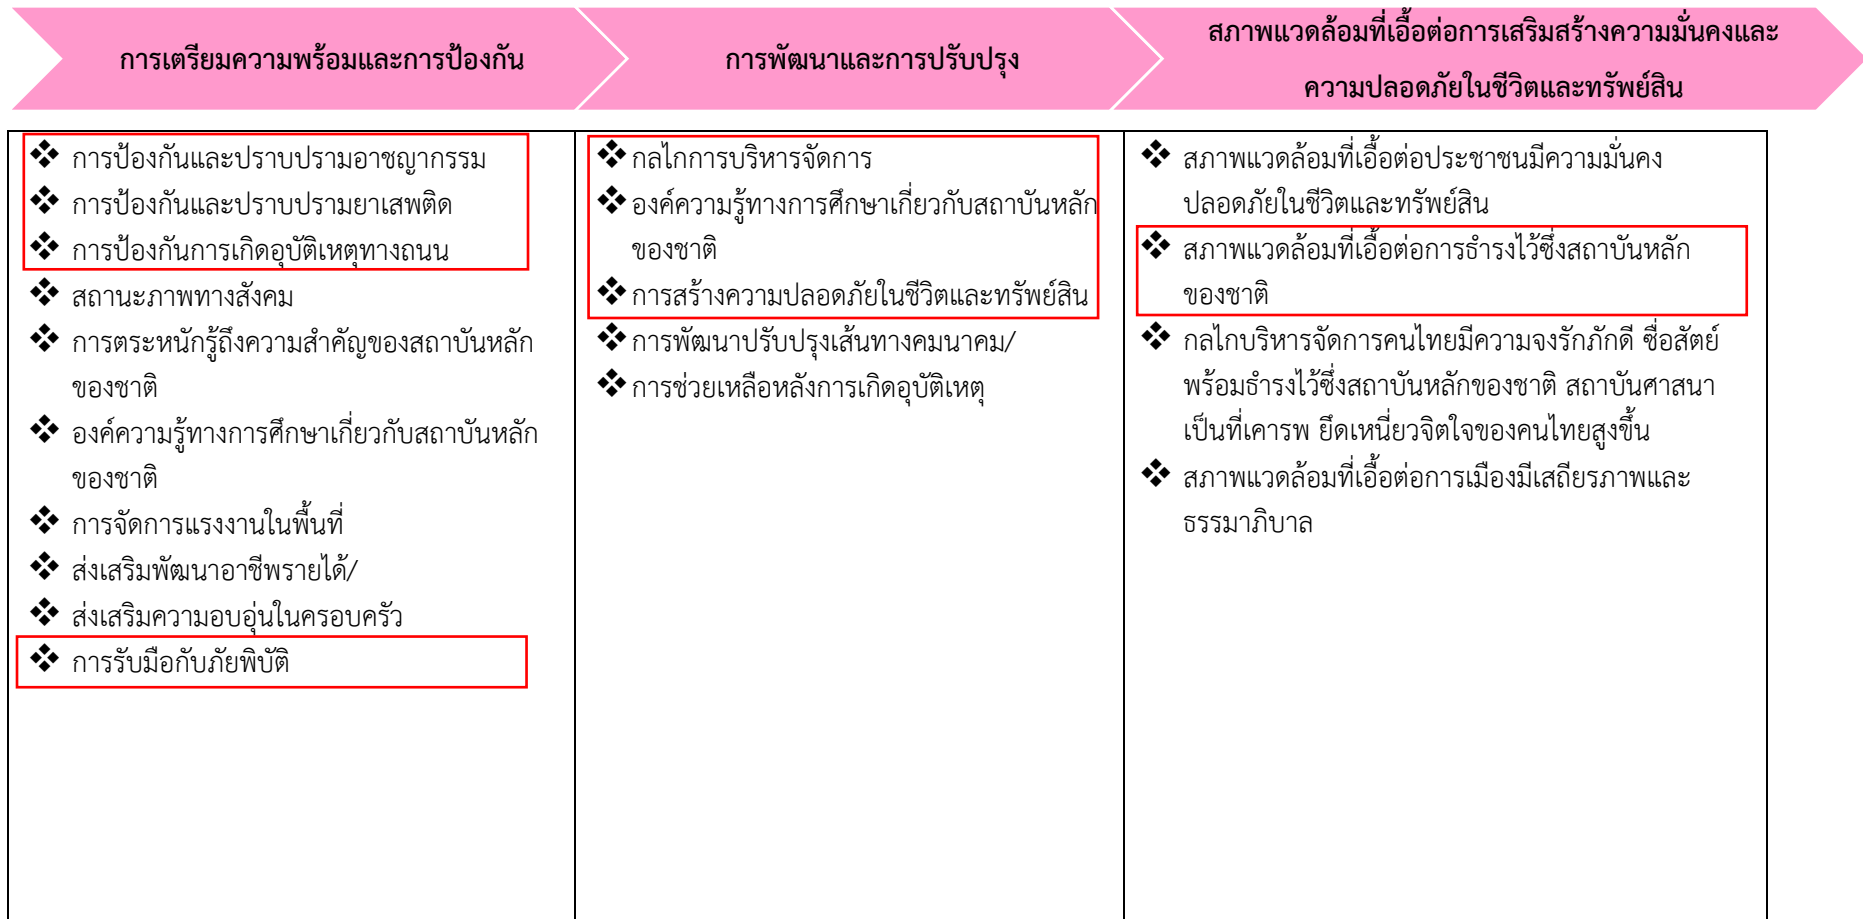 การเตรียมความพร้อมและการป้องกัน
การพัฒนาและการปรับปรุง
สภาพแวดล้อมที่เอื้อต่อการเสริมสร้างความมั่นคงและ
ความปลอดภัยในชีวิตและทรัพย์สิน
❖ การป้องกันและปราบปรามอาชญากรรม
❖ การป้องกันและปราบปรามยาเสพติด
❖ การป้องกันการเกิดอุบัติเหตุทางถนน
❖ สถานะภาพทางสังคม
❖ การตระหนักรู้ถึงความสำคัญของสถาบันหลัก
ของชาติ
❖ องค์ความรู้ทางการศึกษาเกี่ยวกับสถาบันหลัก
ของชาติ
❖ การจัดการแรงงานในพื้นที่
❖ ส่งเสริมพัฒนาอาชีพรายได้/
❖ ส่งเสริมความอบอุ่นในครอบครัว
❖ การรับมือกับภัยพิบัติ
❖ กลไกการบริหารจัดการ
❖ องค์ความรู้ทางการศึกษาเกี่ยวกับสถาบันหลัก
ของชาติ
❖ การสร้างความปลอดภัยในชีวิตและทรัพย์สิน
❖ การพัฒนาปรับปรุงเส้นทางคมนาคม/
❖ การช่วยเหลือหลังการเกิดอุบัติเหตุ
❖ สภาพแวดล้อมที่เอื้อต่อประชาชนมีความมั่นคง
ปลอดภัยในชีวิตและทรัพย์สิน
❖ สภาพแวดล้อมที่เอื้อต่อการธำรงไว้ซึ่งสถาบันหลัก
ของชาติ
❖ กลไกบริหารจัดการคนไทยมีความจงรักภักดี ซื่อสัตย์
พร้อมธำรงไว้ซึ่งสถาบันหลักของชาติ สถาบันศาสนา
เป็นที่เคารพ ยึดเหนี่ยวจิตใจของคนไทยสูงขึ้น
❖ สภาพแวดล้อมที่เอื้อต่อการเมืองมีเสถียรภาพและ
ธรรมาภิบาล